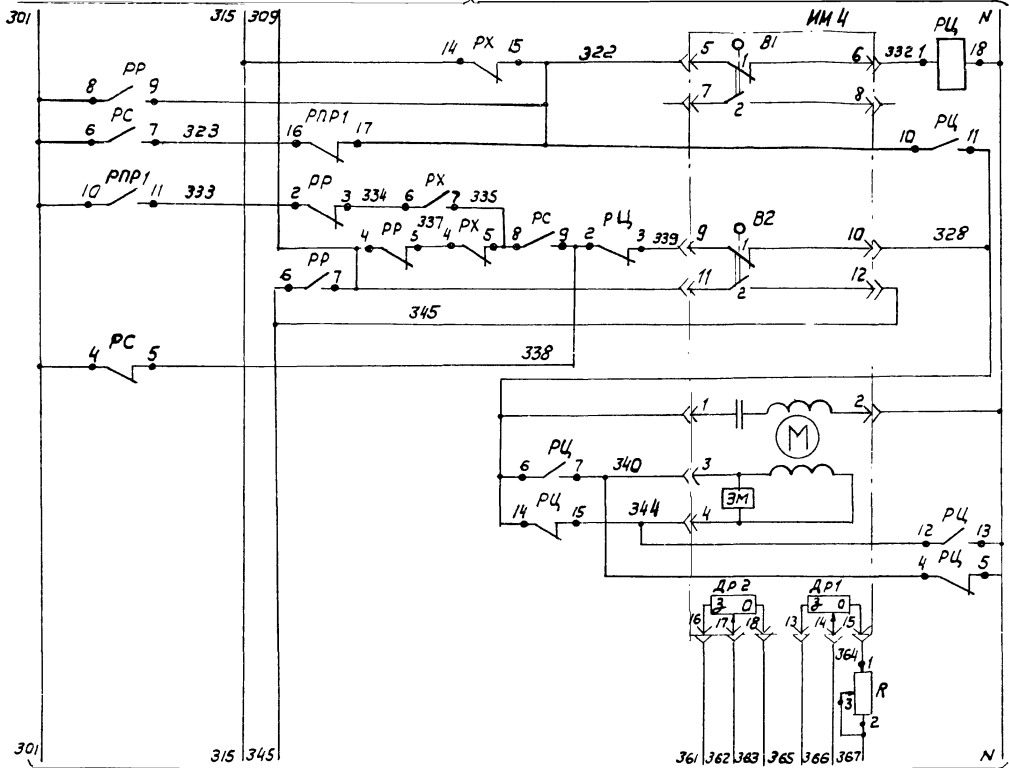 301 315 309 ИМ 4 N
14 РХ 15 322 5 1 В1 6 332 1 РЦ 18
8 РР 9 7 2 8
6 РС 7 323 16 РПР1 17 10 РЦ 11
10 РПР1 11 333 2 РР 3 334 6 РХ 7 335
4 РР 5 337 4 РХ 5 8 РС 9 2 РЦ 3 339 9 1 В2 10 328
6 РР 7 11 2 12
345
4 РС 5 338
1 2
М
6 РЦ 7 340 3
ЭМ
14 РЦ 15 344 4
12 РЦ 13
4 РЦ 5
ДР2 ДР1
З О З О
16 17 18 13 14 15
364 1
3 R
2
301 315 345 361 362 363 365 366 367 N